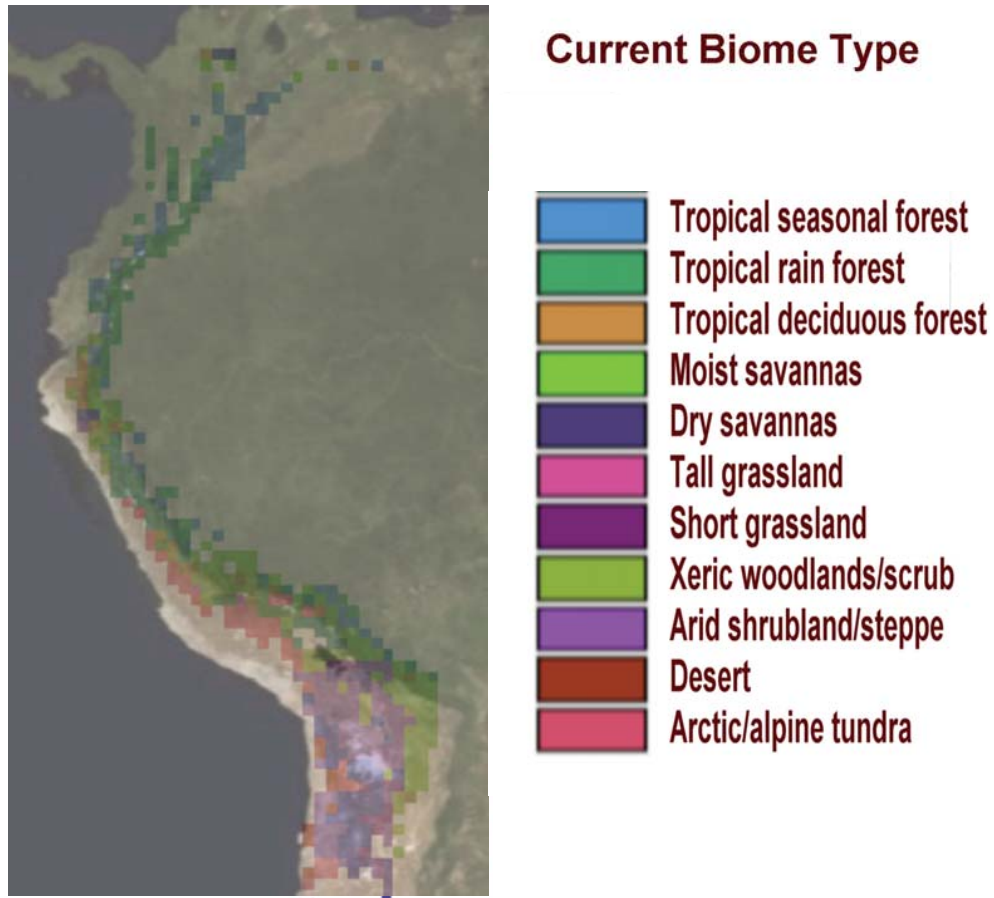 Current Biome Type
Tropical seasonal forest
Tropical rain forest
Tropical deciduous forest
Moist savannas
Dry savannas
Tall grassland
Short grassland
Xeric woodlands/scrub
Arid shrubland/steppe
Desert
Arctic/alpine tundra